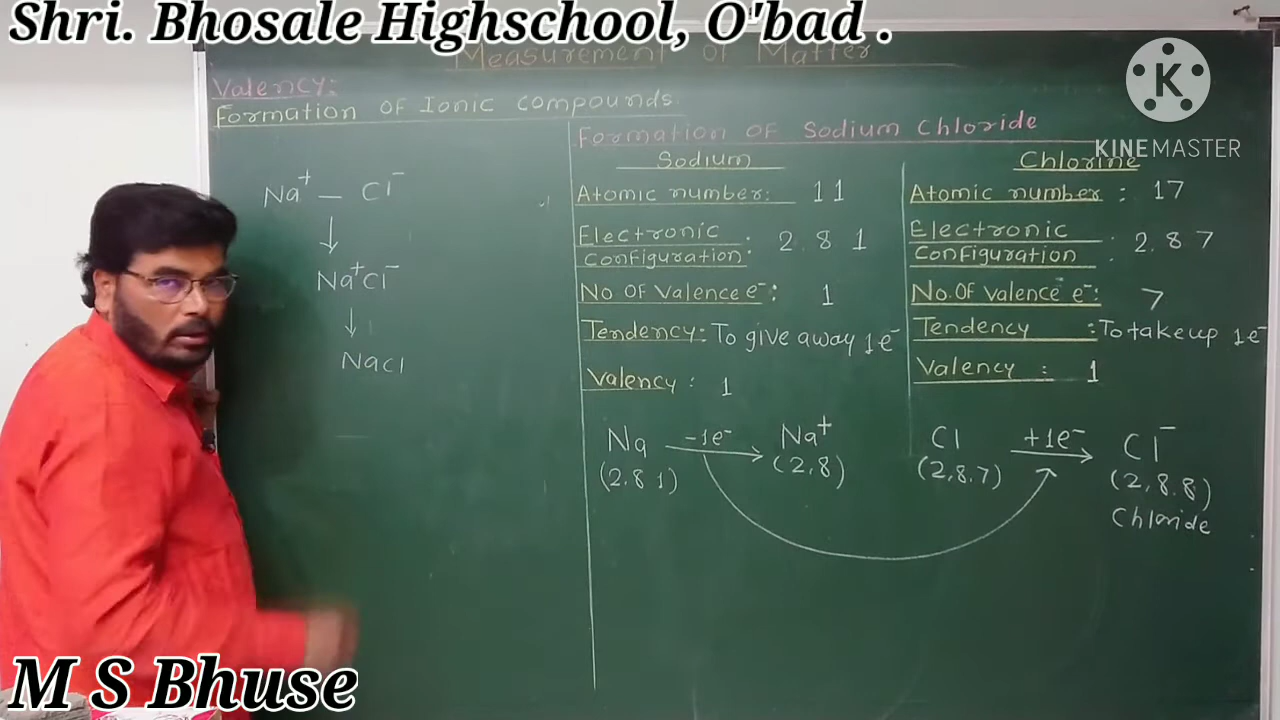 Shri. Bhosale Highschool, O'bad .
Measurement of Matter
Valency:
Formation of Ionic compounds.
Na⁺ — Cl⁻
↓
Na⁺Cl⁻
↓
NaCl
Formation of Sodium Chloride
Sodium
Atomic number: 11
Electronic
Configuration: 2.8 1
No of valence e⁻: 1
Tendency: To give away 1e⁻
Valency: 1
Na —-1e⁻→ Na⁺
(2.8 1) (2,8)
Chlorine
Atomic number : 17
Electronic
Configuration : 2.8 7
No. of valence e⁻: 7
Tendency : To take up 1e⁻
Valency : 1
Cl —+1e⁻→ Cl⁻
(2,8.7) (2,8.8)
Chloride
K
KINEMASTER
M S Bhuse